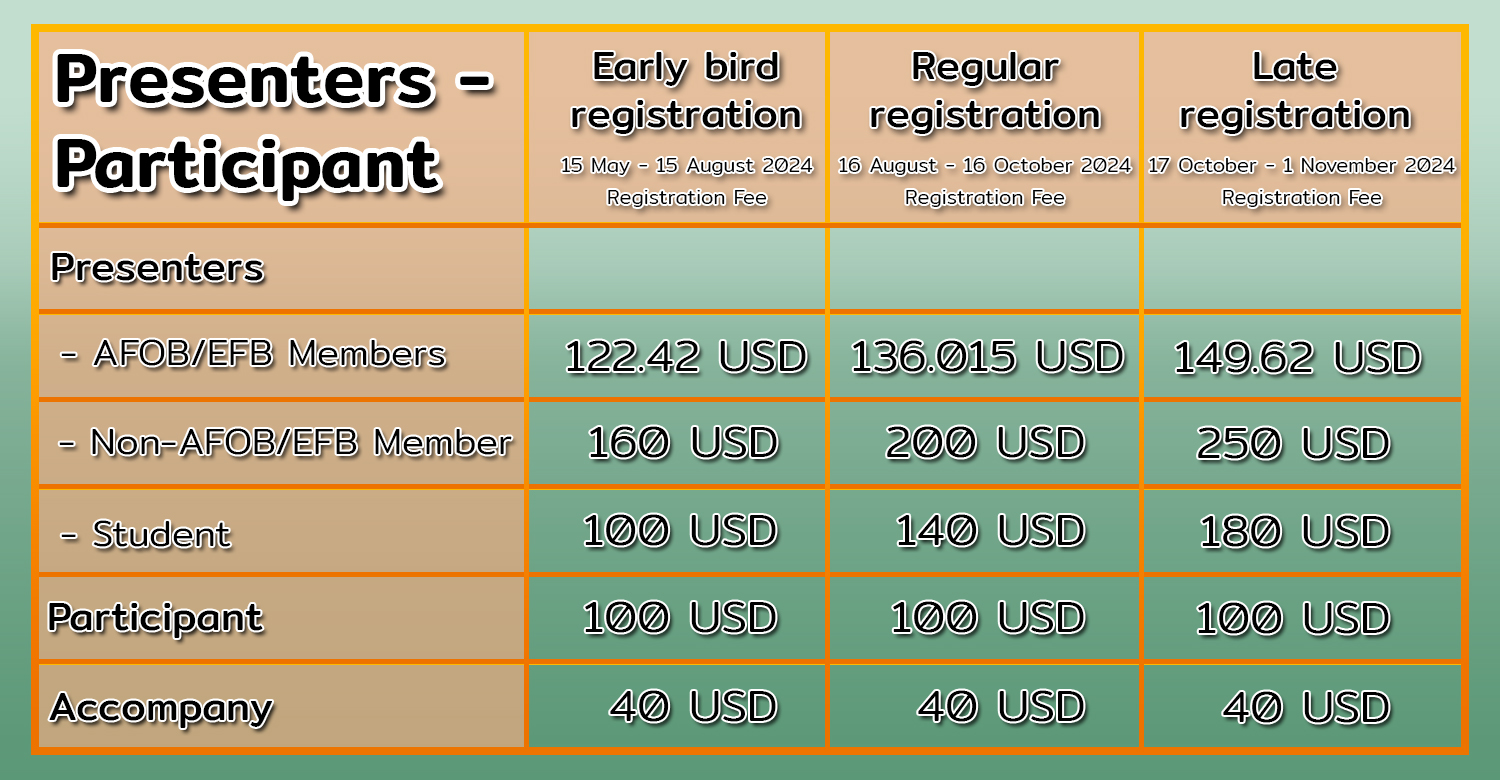 Presenters -
Participant
Early bird
registration
15 May - 15 August 2024
Registration Fee
Regular
registration
16 August - 16 October 2024
Registration Fee
Late
registration
17 October - 1 November 2024
Registration Fee
Presenters
- AFOB/EFB Members
122.42 USD
136.015 USD
149.62 USD
- Non-AFOB/EFB Member
160 USD
200 USD
250 USD
- Student
100 USD
140 USD
180 USD
Participant
100 USD
100 USD
100 USD
Accompany
40 USD
40 USD
40 USD